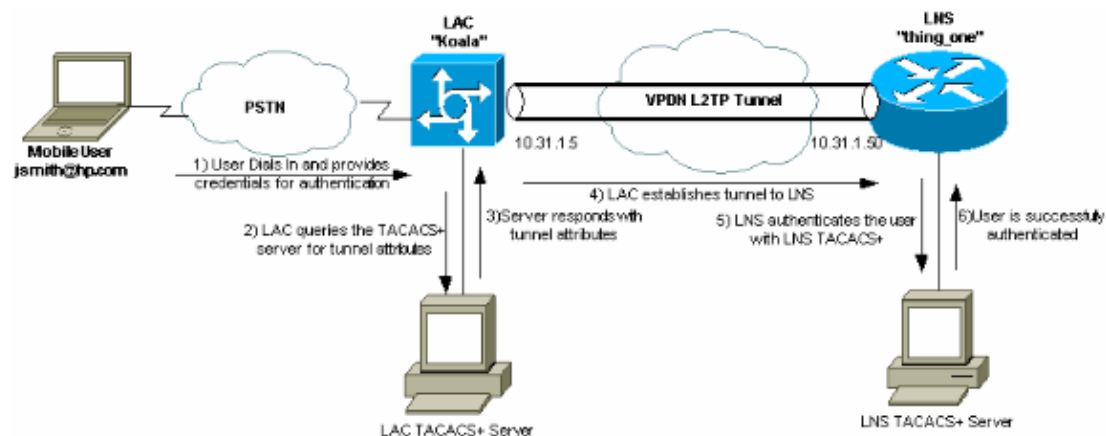 LAC
"Koala"
LNS
"thing_one"
PSTN
VPDN L2TP Tunnel
10.31.1.5
10.31.1.50
Mobile User
jsmith@hp.com
1) User Dials In and provides
credentials for authentication
2) LAC queries the TACACS+
server for tunnel attributes
3)Server responds with
tunnel attributes
4) LAC establishes tunnel to LNS
5) LNS authenticates the user
with LNS TACACS+
6)User is successfuly
authenticated
LAC TACACS+ Server
LNS TACACS+ Server